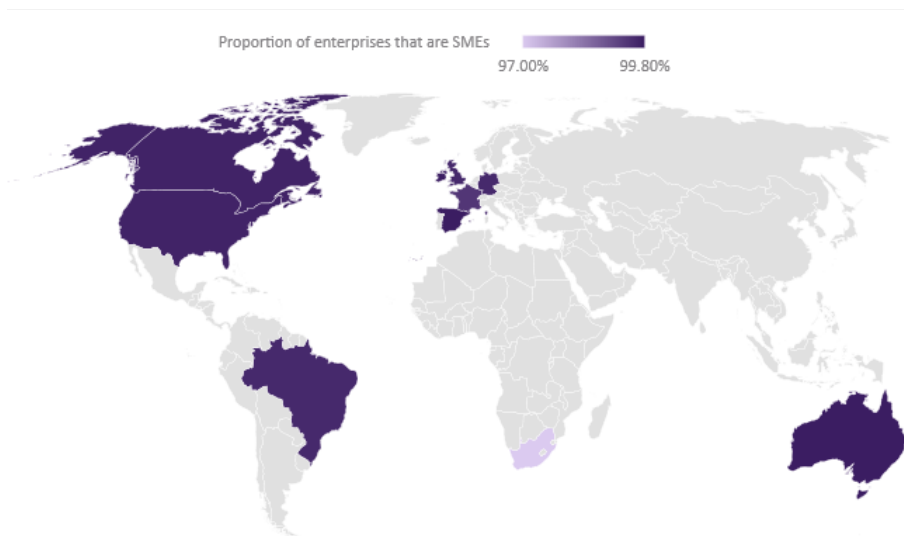 Proportion of enterprises that are SMEs
97.00% 99.80%